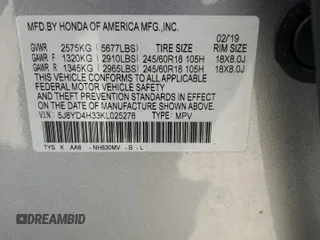 MFD.BY HONDA OF AMERICA MFG.,INC.
02/'19
GVWR 2575KG (5677LBS) TIRE SIZE RIM SIZE
GAWR F 1320KG (2910LBS) 245/60R18 105H 18X8.0J
GAWR R 1345KG (2965LBS) 245/60R18 105H 18X8.0J
THIS VEHICLE CONFORMS TO ALL APPLICABLE
FEDERAL MOTOR VEHICLE SAFETY AND THEFT
PREVENTION STANDARDS IN EFFECT ON THE DATE
OF MANUFACTURE SHOWN ABOVE.
V.I.N: 5J8YD4H33KL025278 TYPE: MPV
TYS K AA8 - NH830MV - B - L
DREAMBID